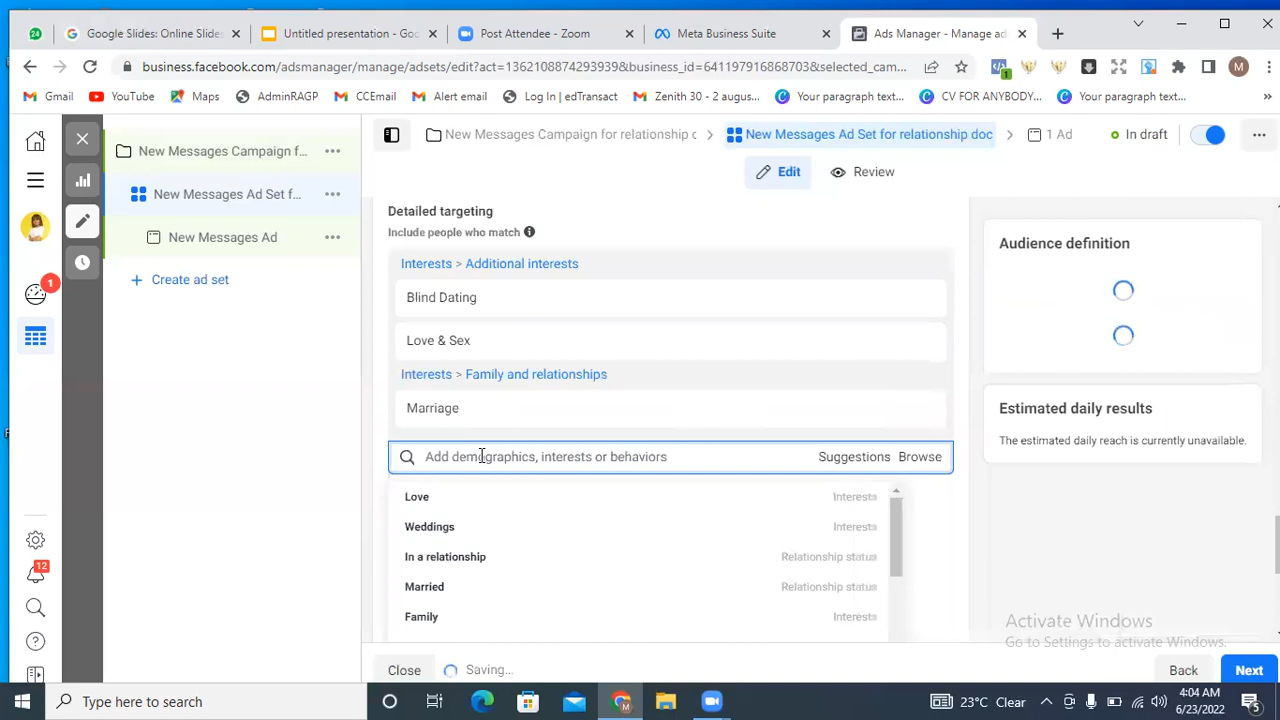 24
Google Slides: Online Slide
Untitled presentation - Goo
Post Attendee - Zoom
Meta Business Suite
Ads Manager - Manage ad
business.facebook.com/adsmanager/manage/adsets/edit?act=1362108874293939&business_id=641197916868703&selected_cam...
1
M
Gmail
YouTube
Maps
AdminRAGP
CCEmail
Alert email
Log In | edTransact
Zenith 30 - 2 augus...
Your paragraph text...
CV FOR ANYBODY...
Your paragraph text...
»
New Messages Campaign f...
New Messages Ad Set f...
New Messages Ad
+ Create ad set
1
12
New Messages Campaign for relationship c
New Messages Ad Set for relationship doc
1 Ad
In draft
Edit
Review
Detailed targeting
Include people who match
Interests > Additional interests
Blind Dating
Love & Sex
Interests > Family and relationships
Marriage
Add demographics, interests or behaviors
Suggestions
Browse
Love
Interests
Weddings
Interests
In a relationship
Relationship status
Married
Relationship status
Family
Interests
Close
Saving...
Back
Next
Audience definition
Estimated daily results
The estimated daily reach is currently unavailable.
Activate Windows
Go to Settings to activate Windows.
Type here to search
23°C Clear
4:04 AM
6/23/2022
5